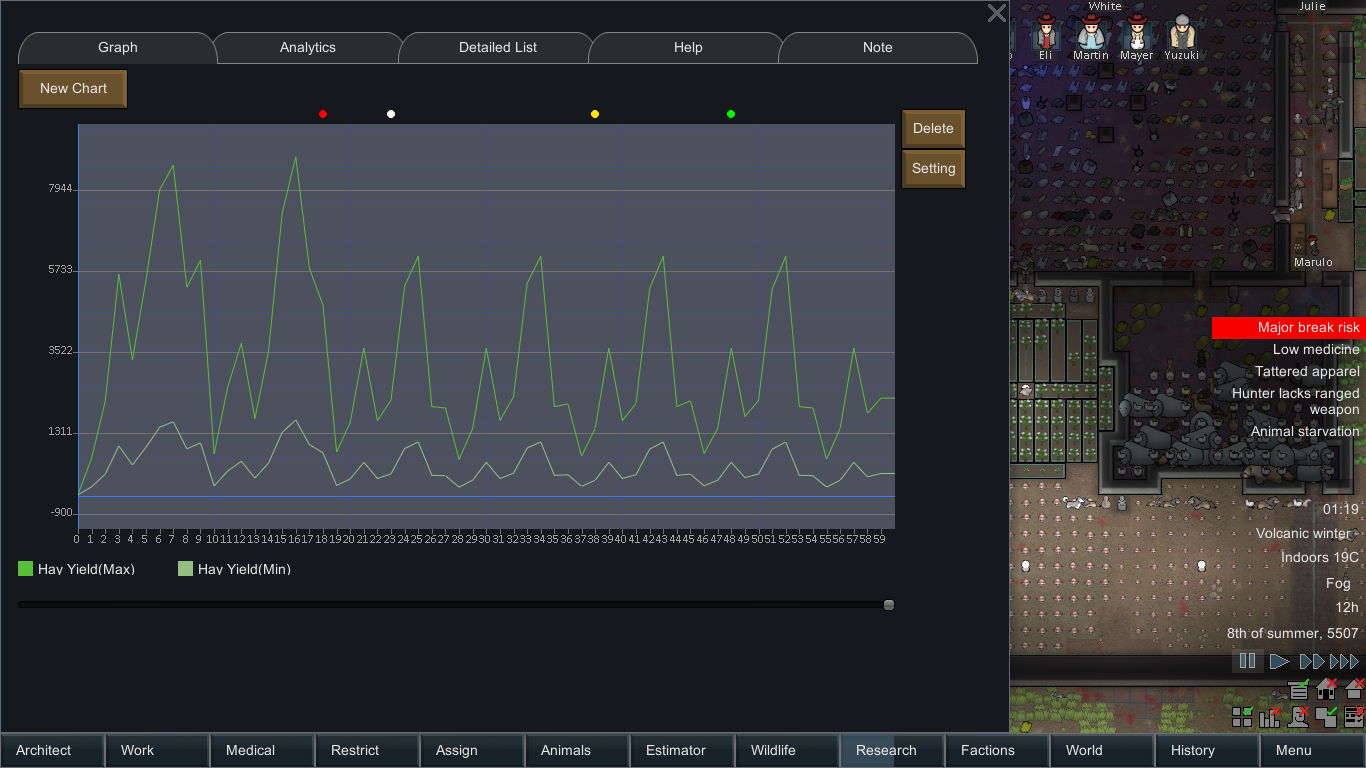 White
Julie
Eli
Martin
Mayer
Yuzuki
Graph
Analytics
Detailed List
Help
Note
New Chart
Delete
Setting
7944
5733
3522
1311
-900
0 1 2 3 4 5 6 7 8 9 10 11 12 13 14 15 16 17 18 19 20 21 22 23 24 25 26 27 28 29 30 31 32 33 34 35 36 37 38 39 40 41 42 43 44 45 46 47 48 49 50 51 52 53 54 55 56 57 58 59
Hay Yield(Max)
Hay Yield(Min)
Marulo
Major break risk
Low medicine
Tattered apparel
Hunter lacks ranged
weapon
Animal starvation
01:19
Volcanic winter
Indoors 19C
Fog
12h
8th of summer, 5507
Architect
Work
Medical
Restrict
Assign
Animals
Estimator
Wildlife
Research
Factions
World
History
Menu